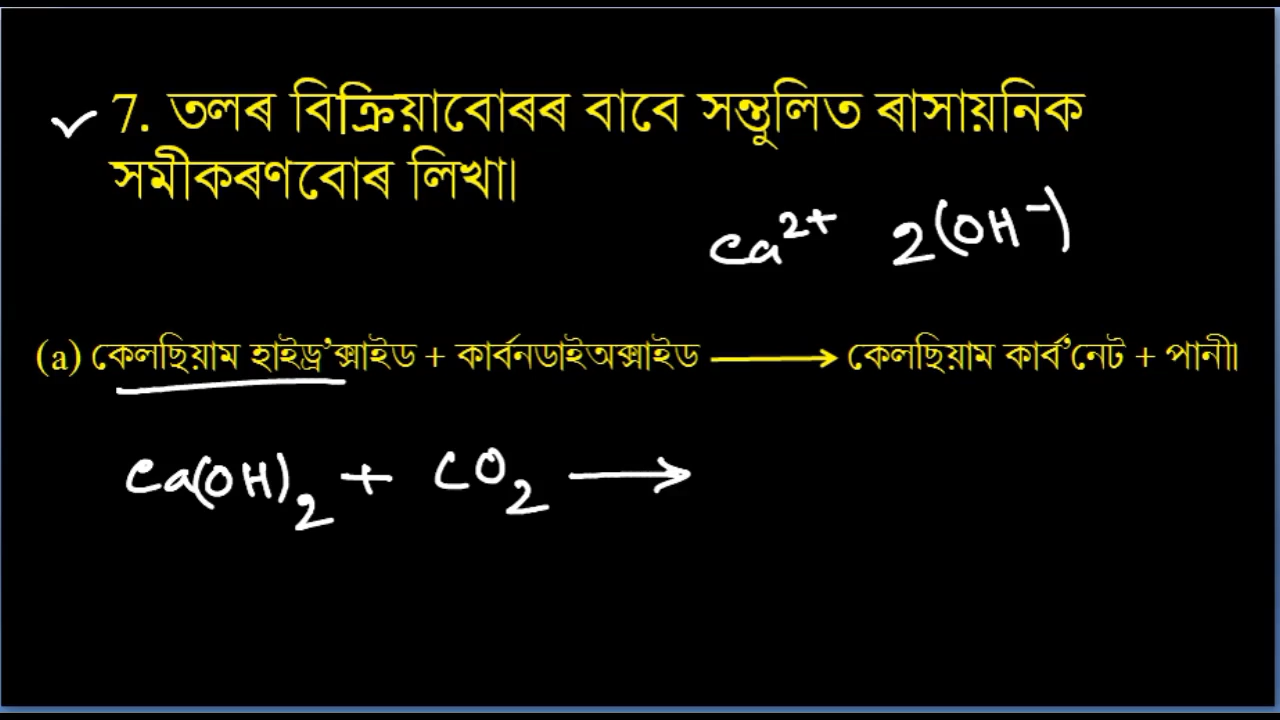 7. তলৰ বিক্ৰিয়াবোৰৰ বাবে সন্তুলিত ৰাসায়নিক
সমীকৰণবোৰ লিখা।
Ca²⁺ 2(OH⁻)
(a) কেলছিয়াম হাইড্ৰ’ক্সাইড + কাৰ্বনডাইঅক্সাইড ⟶ কেলছিয়াম কাৰ্ব’নেট + পানী।
Ca(OH)₂ + CO₂ ⟶